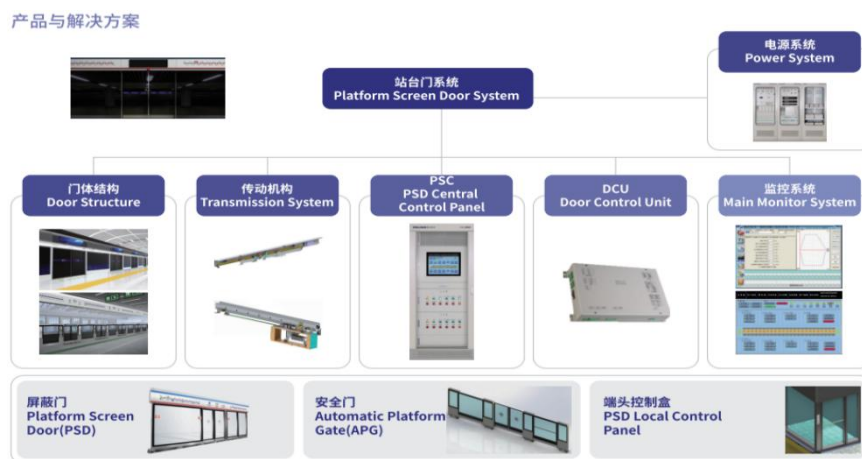 产品与解决方案
电源系统
Power System
站台门系统
Platform Screen Door System
门体结构
Door Structure
传动机构
Transmission System
PSC
PSD Central
Control Panel
DCU
Door Control Unit
监控系统
Main Monitor System
屏蔽门
Platform Screen
Door(PSD)
安全门
Automatic Platform
Gate(APG)
端头控制盒
PSD Local Control
Panel